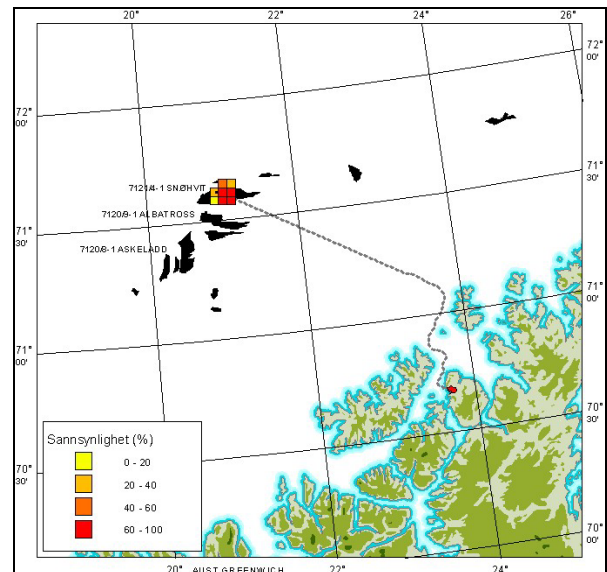 20°
22°
24°
26°
72°
00'
72°
00'
71°
30'
7121/4-1 SNØHVIT
7120/9-1 ALBATROSS
71°
30'
7120/8-1 ASKELADD
71°
00'
71°
00'
70°
30'
Sannsynlighet (%)
0 - 20
20 - 40
40 - 60
60 - 100
70°
30'
70°
00'
20°
AUST GREENWICH
22°
24°